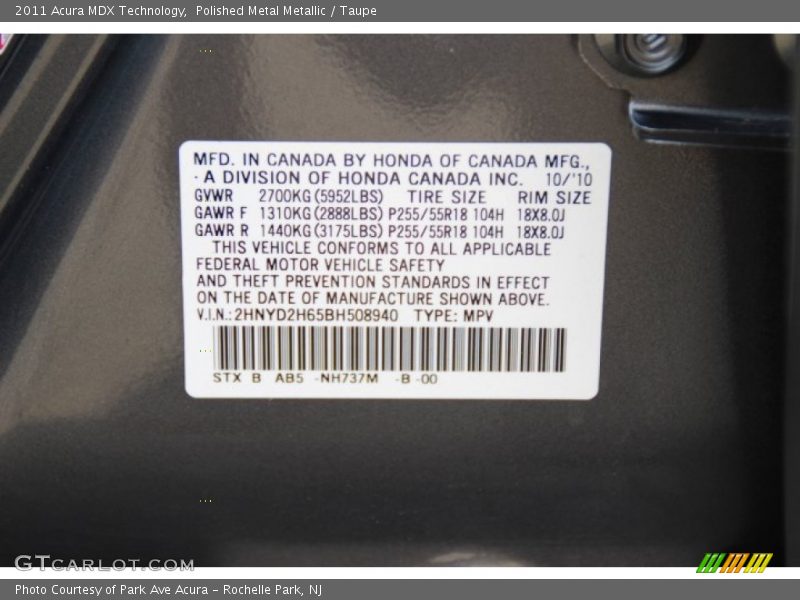 2011 Acura MDX Technology,  Polished Metal Metallic / Taupe
MFD. IN CANADA BY HONDA OF CANADA MFG.,
· A DIVISION OF HONDA CANADA INC.   10/'10
GVWR   2700KG (5952LBS)   TIRE SIZE   RIM SIZE
GAWR F  1310KG (2888LBS) P255/55R18 104H  18X8.0J
GAWR R  1440KG (3175LBS) P255/55R18 104H  18X8.0J
THIS VEHICLE CONFORMS TO ALL APPLICABLE
FEDERAL MOTOR VEHICLE SAFETY
AND THEFT PREVENTION STANDARDS IN EFFECT
ON THE DATE OF MANUFACTURE SHOWN ABOVE.
V.I.N.: 2HNYD2H65BH508940   TYPE: MPV
STX  B   AB5  -NH737M   -B -00
GTCARLOT.COM
Photo Courtesy of Park Ave Acura - Rochelle Park, NJ